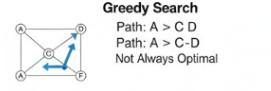 Greedy Search
Path: A > C D
Path: A > C-D
Not Always Optimal
A
D
C
A
F